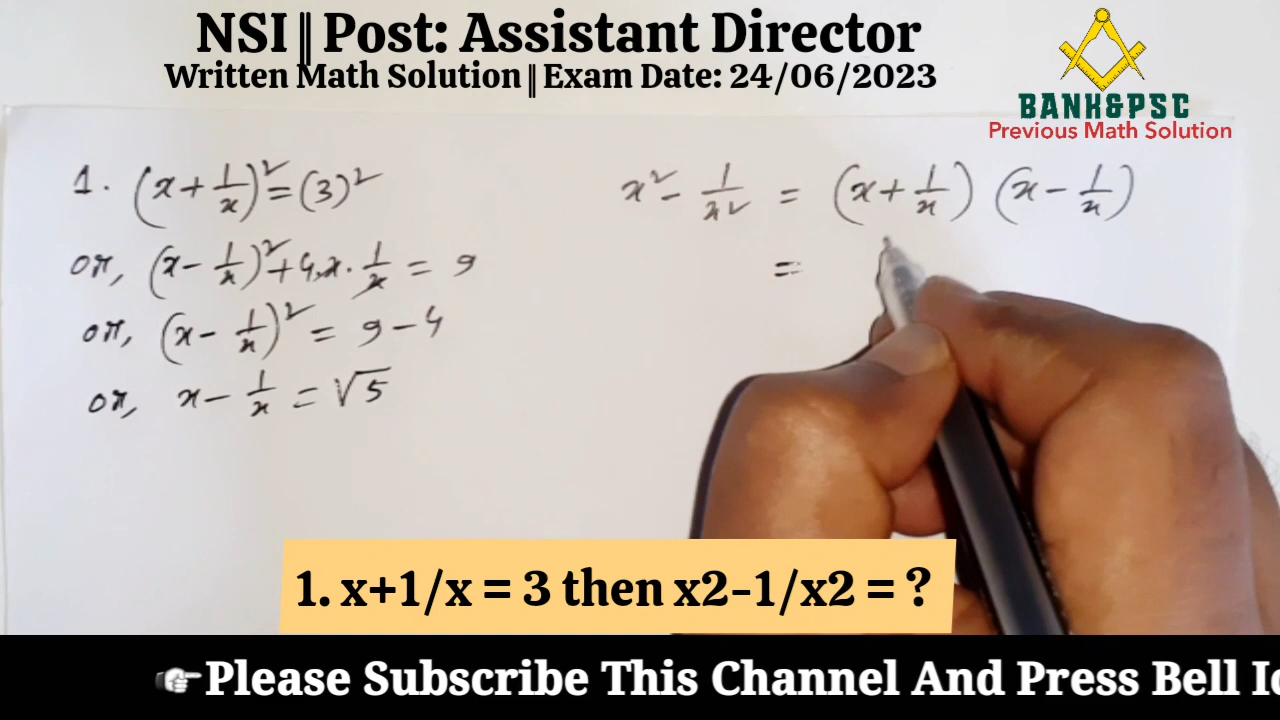 NSI || Post: Assistant Director
Written Math Solution || Exam Date: 24/06/2023
BANK&PSC
Previous Math Solution
1. (x + 1/x)² = (3)²
or, (x - 1/x)² + 4.x.1/x = 9
or, (x - 1/x)² = 9 - 4
or, x - 1/x = √5
x² - 1/x² = (x + 1/x) (x - 1/x)
=
1. x+1/x = 3 then x2-1/x2 = ?
Please Subscribe This Channel And Press Bell